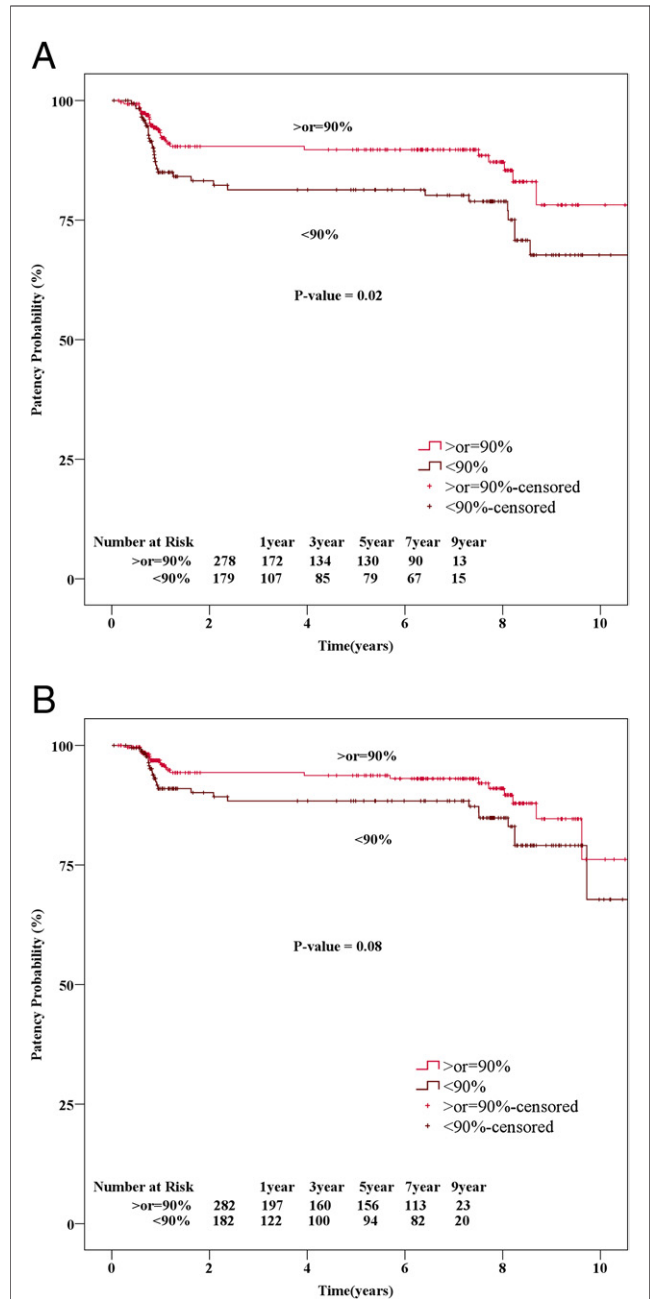 A
100
>or=90%
75
<90%
P-value = 0.02
50
Patency Probability (%)
>or=90%
25
<90%
>or=90%-censored
<90%-censored
Number at Risk 1year 3year 5year 7year 9year
>or=90% 278 172 134 130 90 13
0
<90% 179 107 85 79 67 15
0 2 4 6 8 10
Time(years)
B
100
>or=90%
75
<90%
P-value = 0.08
50
Patency Probability (%)
>or=90%
<90%
25
>or=90%-censored
<90%-censored
Number at Risk 1year 3year 5year 7year 9year
>or=90% 282 197 160 156 113 23
0
<90% 182 122 100 94 82 20
0 2 4 6 8 10
Time(years)